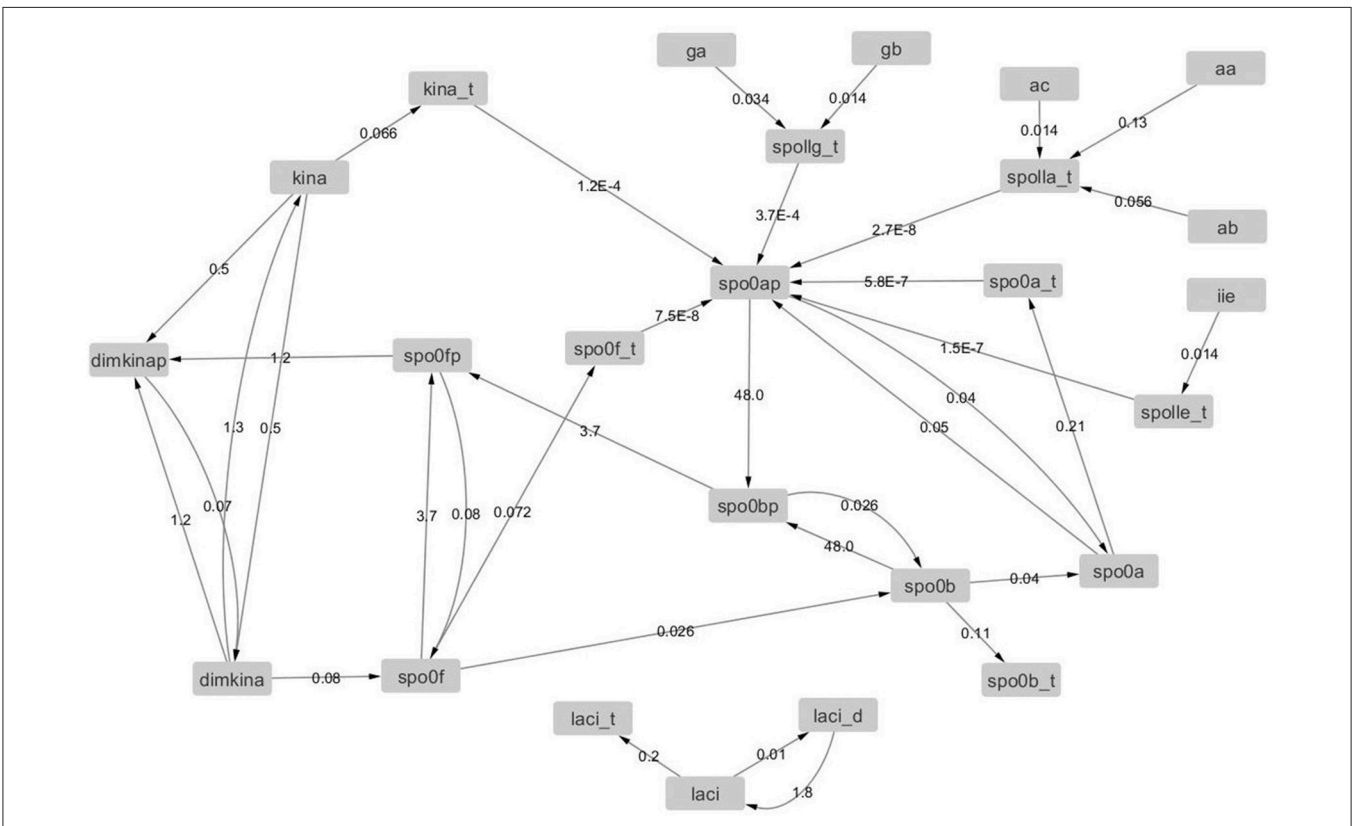 ga
gb
aa
ac
kina_t
0.034
0.014
0.014
0.13
0.066
spollg_t
kina
spolla_t
1.2E-4
0.056
3.7E-4
2.7E-8
ab
0.5
spo0ap
5.8E-7
spo0a_t
iie
7.5E-8
dimkinap
1.2
spo0fp
spo0f_t
1.5E-7
0.014
48.0
0.04
spolle_t
1.3
0.5
3.7
0.05
0.21
1.2
0.07
3.7
0.08
0.072
spo0bp
0.026
48.0
spo0b
0.04
spo0a
0.026
0.11
dimkina
0.08
spo0f
spo0b_t
laci_t
laci_d
0.2
0.01
laci
1.8